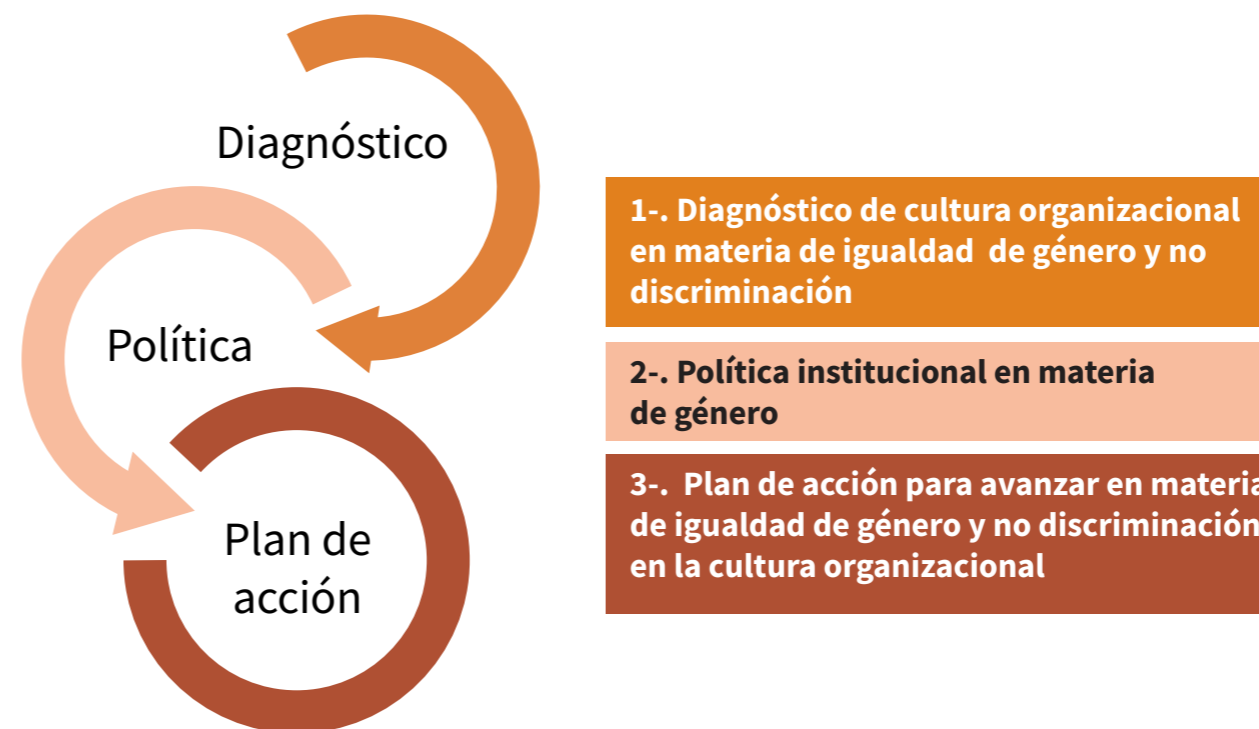 Diagnóstico
Política
Plan de
acción
1-. Diagnóstico de cultura organizacional
en materia de igualdad  de género y no
discriminación
2-. Política institucional en materia
de género
3-.  Plan de acción para avanzar en materia
de igualdad de género y no discriminación
en la cultura organizacional